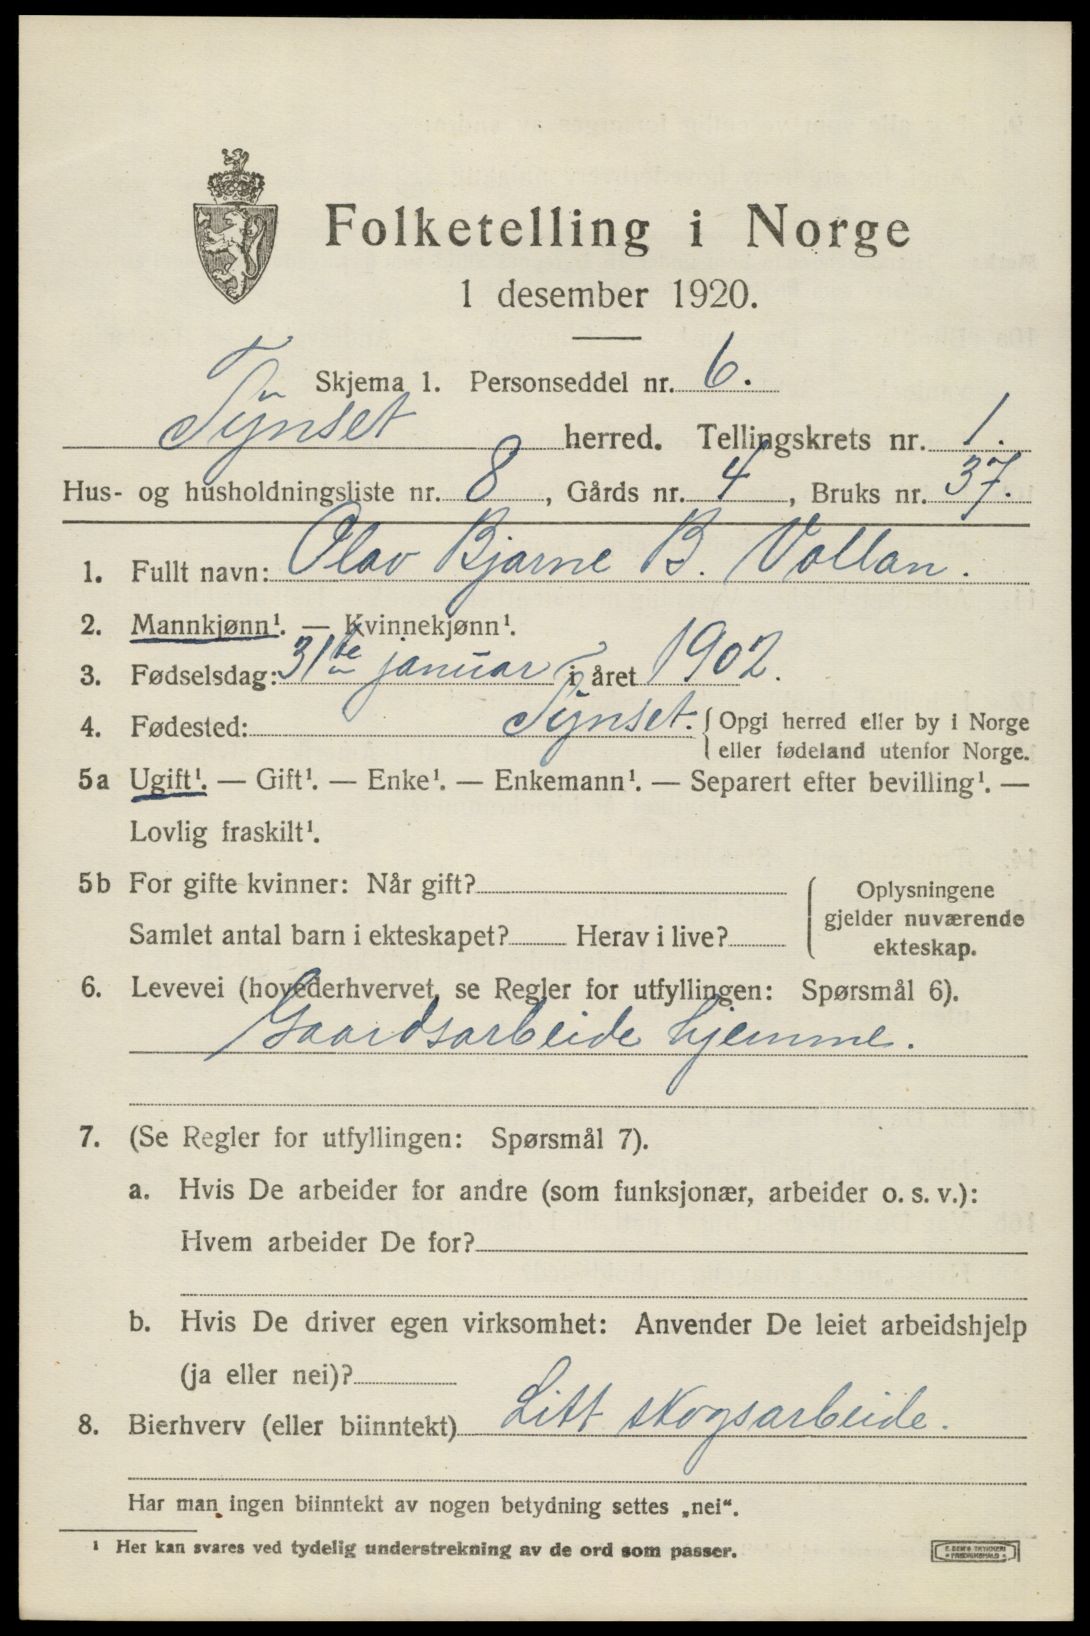 Folketelling i Norge
1 desember 1920.
Skjema 1. Personseddel nr. 6.
Tynset herred. Tellingskrets nr. 1.
Hus- og husholdningsliste nr. 8, Gårds nr. 4, Bruks nr. 37.
1. Fullt navn: Olav Bjarne B. Vollan.
2. Mannkjønn¹. — Kvinnekjønn¹.
3. Fødselsdag: 31te januar i året 1902.
4. Fødested: Tynset. { Opgi herred eller by i Norge
eller fødeland utenfor Norge.
5a Ugift¹. — Gift¹. — Enke¹. — Enkemann¹. — Separert efter bevilling¹. —
Lovlig fraskilt¹.
5b For gifte kvinner: Når gift?
Samlet antal barn i ekteskapet? Herav i live?
{ Oplysningene
gjelder nuværende
ekteskap.
6. Levevei (hovederhvervet, se Regler for utfyllingen: Spørsmål 6).
Gaardsarbeide hjemme.
7. (Se Regler for utfyllingen: Spørsmål 7).
a. Hvis De arbeider for andre (som funksjonær, arbeider o. s. v.):
Hvem arbeider De for?
b. Hvis De driver egen virksomhet: Anvender De leiet arbeidshjelp
(ja eller nei)?
8. Bierhverv (eller biinntekt) Litt skogsarbeide.
Har man ingen biinntekt av nogen betydning settes „nei“.
¹ Her kan svares ved tydelig understrekning av de ord som passer.